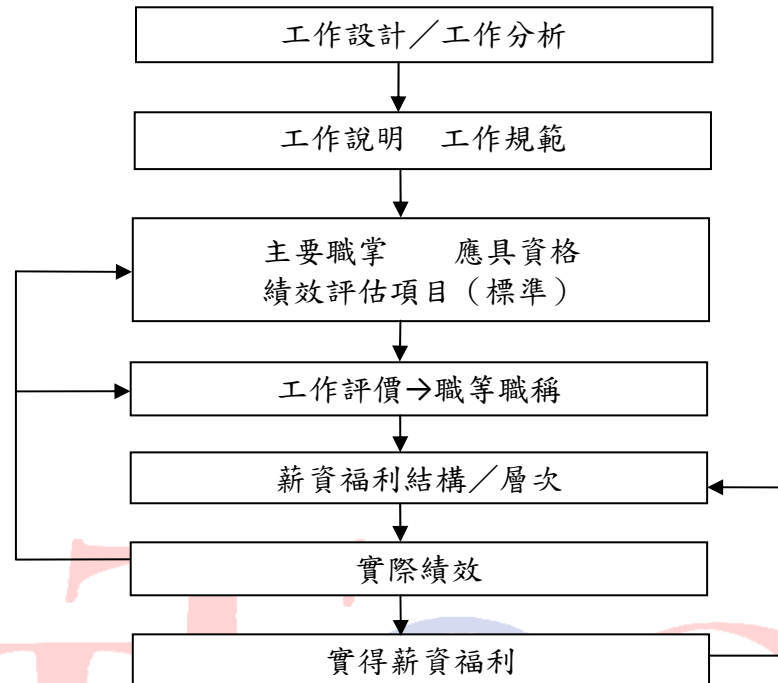 工作設計／工作分析
工作說明　工作規範
主要職掌　　應具資格
績效評估項目（標準）
工作評價→職等職稱
薪資福利結構／層次
實際績效
實得薪資福利